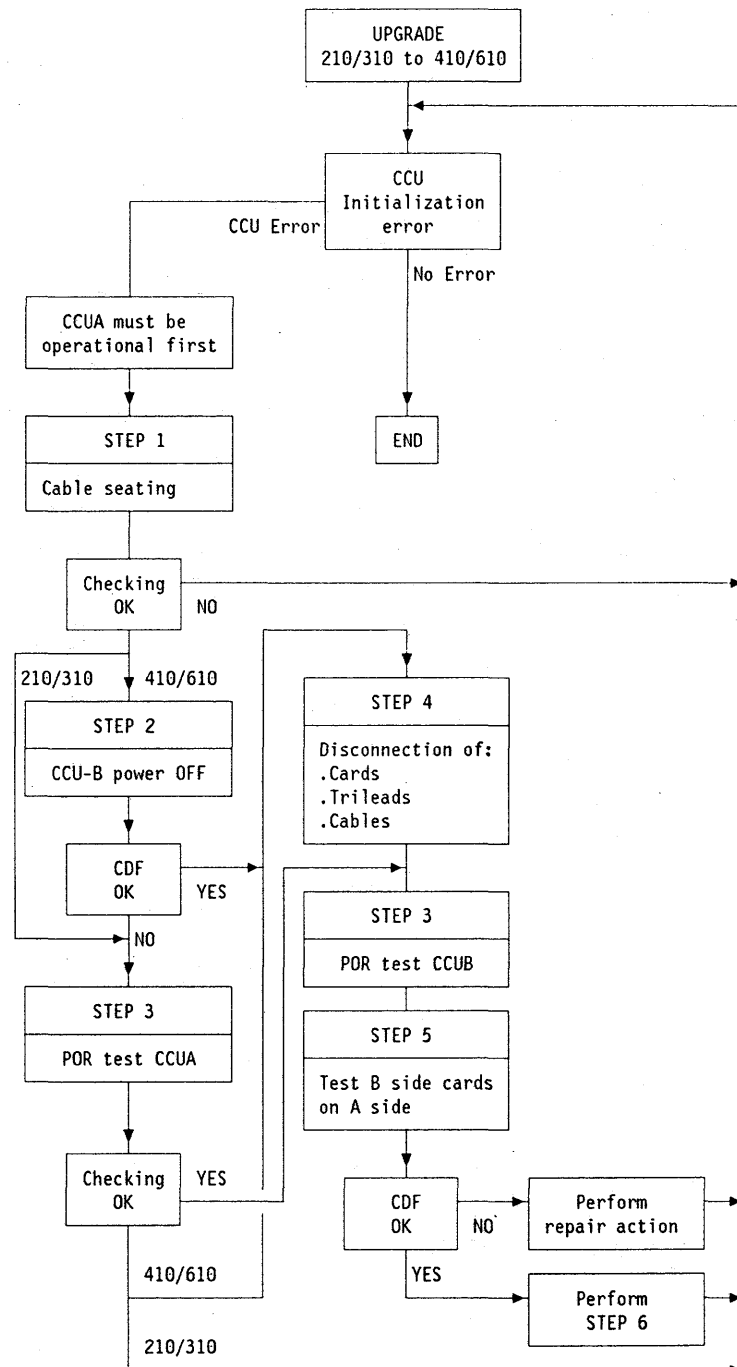 UPGRADE
210/310 to 410/610
CCU
Initialization
error
CCU Error
No Error
CCUA must be
operational first
END
STEP 1
Cable seating
Checking
OK
NO
210/310
410/610
STEP 2
CCU-B power OFF
CDF
OK
YES
NO
STEP 3
POR test CCUA
Checking
OK
YES
410/610
210/310
STEP 4
Disconnection of:
.Cards
.Trileads
.Cables
STEP 3
POR test CCUB
STEP 5
Test B side cards
on A side
CDF
OK
NO
YES
Perform
repair action
Perform
STEP 6